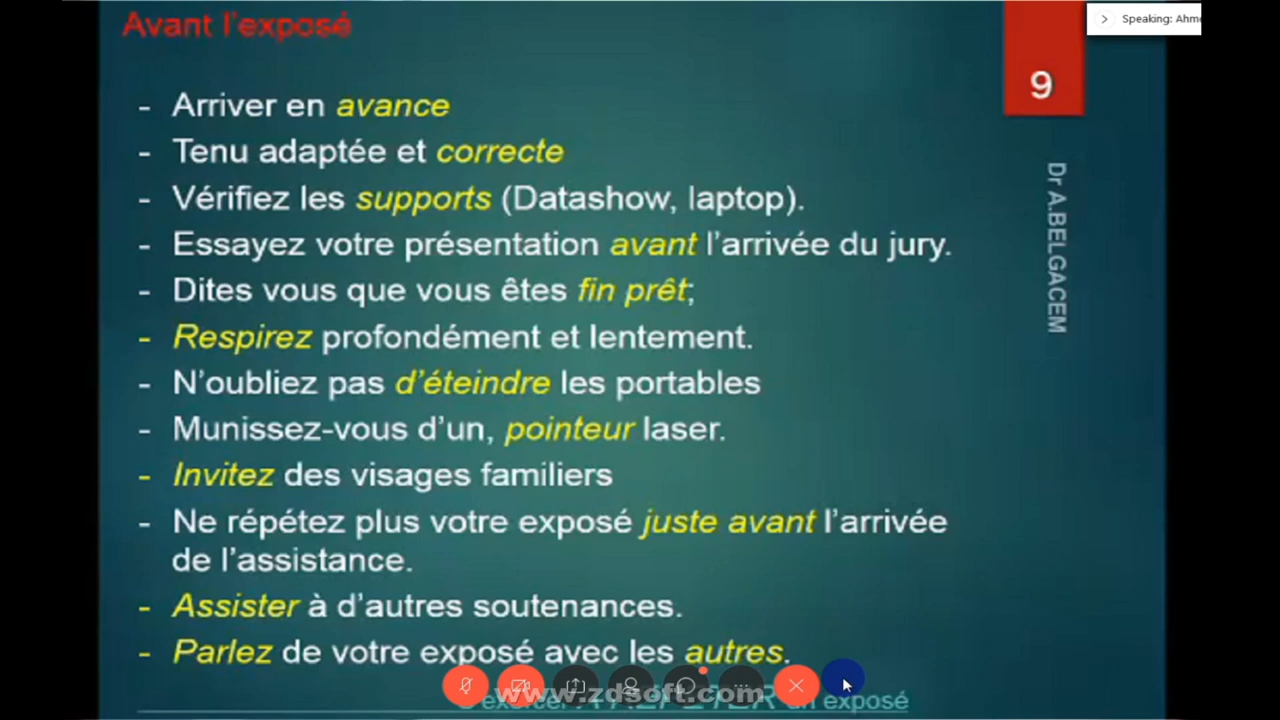 Avant l'exposé
Speaking: Ahm
9
- Arriver en avance
- Tenu adaptée et correcte
- Vérifiez les supports (Datashow, laptop).
- Essayez votre présentation avant l'arrivée du jury.
- Dites vous que vous êtes fin prêt;
- Respirez profondément et lentement.
- N'oubliez pas d'éteindre les portables
- Munissez-vous d'un, pointeur laser.
- Invitez des visages familiers
- Ne répétez plus votre exposé juste avant l'arrivée
de l'assistance.
- Assister à d'autres soutenances.
- Parlez de votre exposé avec les autres.
Dr A.BELGACEM
www.zdsoft.com
exposé